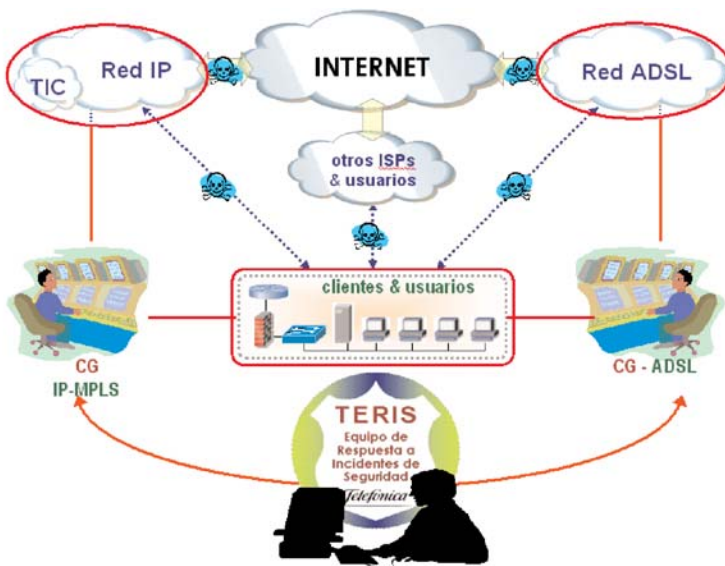 TIC
Red IP
INTERNET
Red ADSL
otros ISPs
& usuarios
clientes & usuarios
CG
IP-MPLS
CG - ADSL
TERIS
Equipo de
Respuesta a
Incidentes de
Seguridad
Telefónica